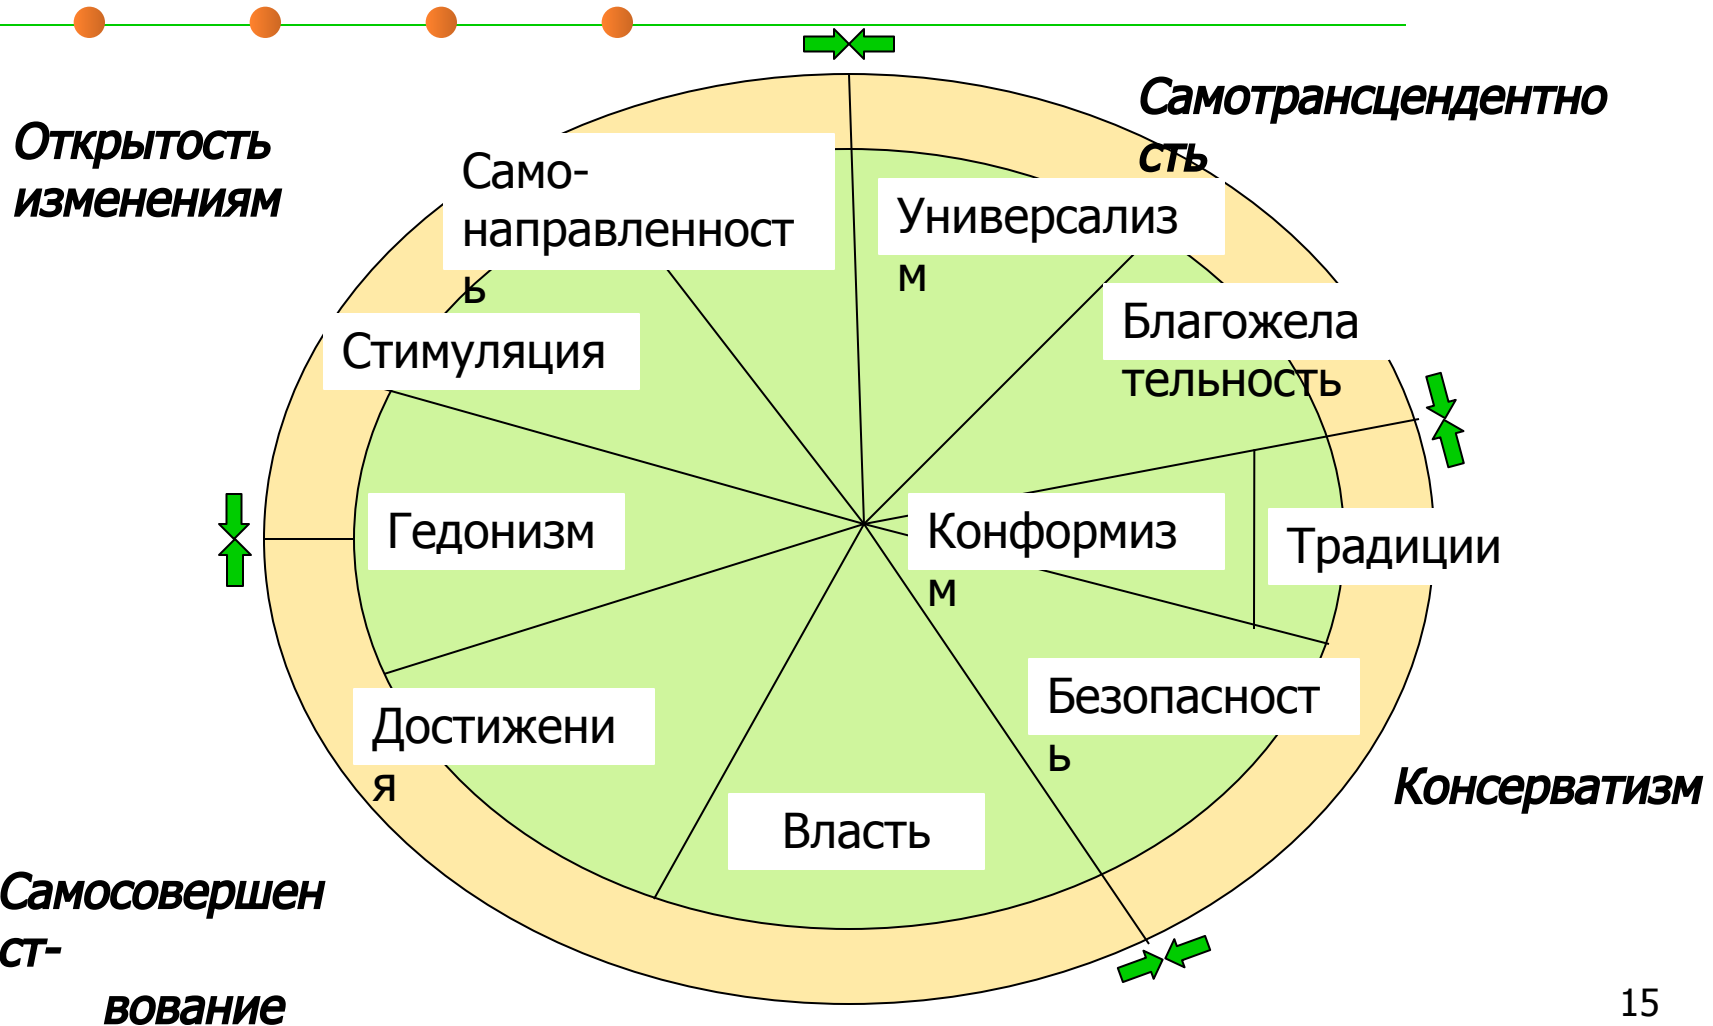 Открытость
изменениям
Самотрансцендентно
сть
Само-
направленност
ь
Универсализ
м
Стимуляция
Благожела
тельность
Гедонизм
Конформиз
м
Традиции
Достижени
я
Безопасност
ь
Власть
Консерватизм
Самосовершен
ст-
вование
15